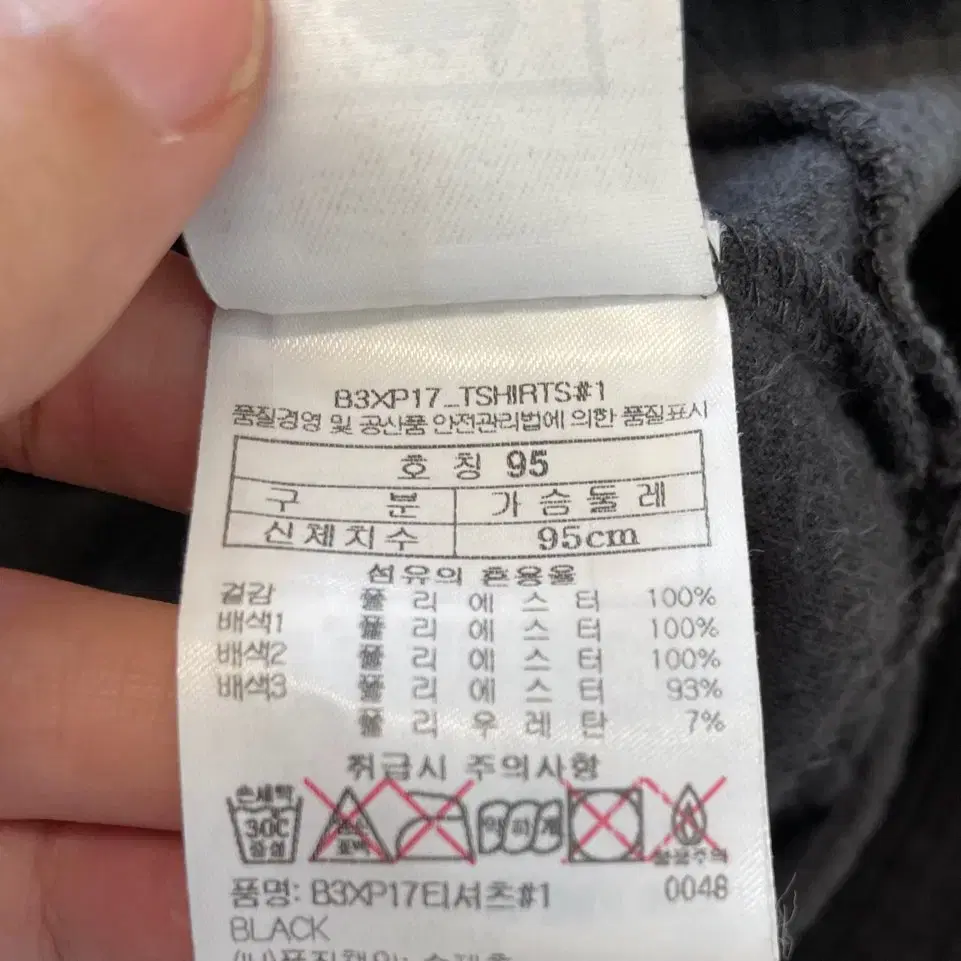 B3XP17_TSHIRTS#1
품질경영 및 공산품 안전관리법에 의한 품질표시
호 칭 95
구 분 가 슴 둘 레
신 체 치 수 95cm
섬유의 혼용율
겉감 폴 리 에 스 터 100%
배색1 폴 리 에 스 터 100%
배색2 폴 리 에 스 터 100%
배색3 폴 리 에 스 터 93%
폴 리 우 레 탄 7%
취급시 주의사항
손세탁
30C
중성
약하게
0048
품명: B3XP17티셔츠#1
BLACK